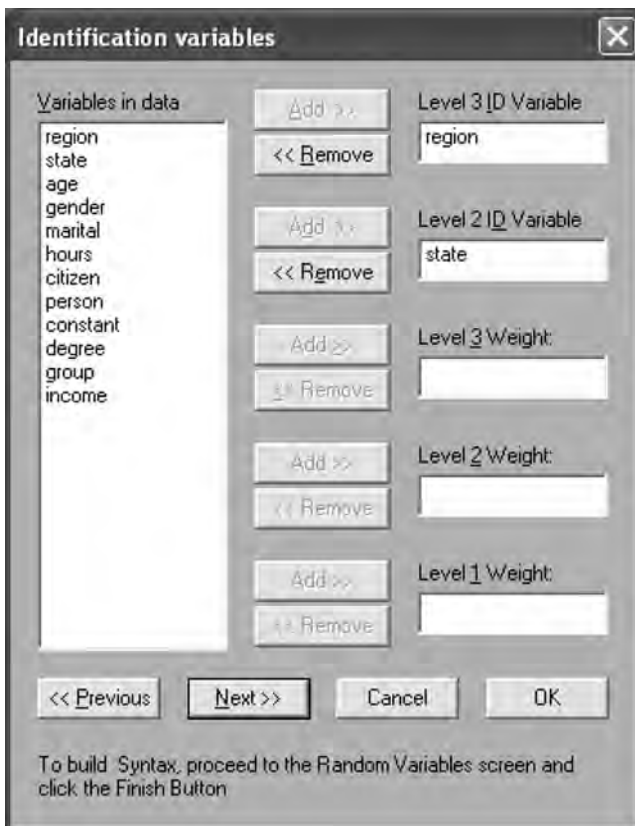 Identification variables
Variables in data
region
state
age
gender
marital
hours
citizen
person
constant
degree
group
income
Add >>
<< Remove
Level 3 ID Variable
region
Add >>
<< Remove
Level 2 ID Variable
state
Add >>
<< Remove
Level 3 Weight:
Add >>
<< Remove
Level 2 Weight:
Add >>
<< Remove
Level 1 Weight:
<< Previous
Next >>
Cancel
OK
To build Syntax, proceed to the Random Variables screen and
click the Finish Button